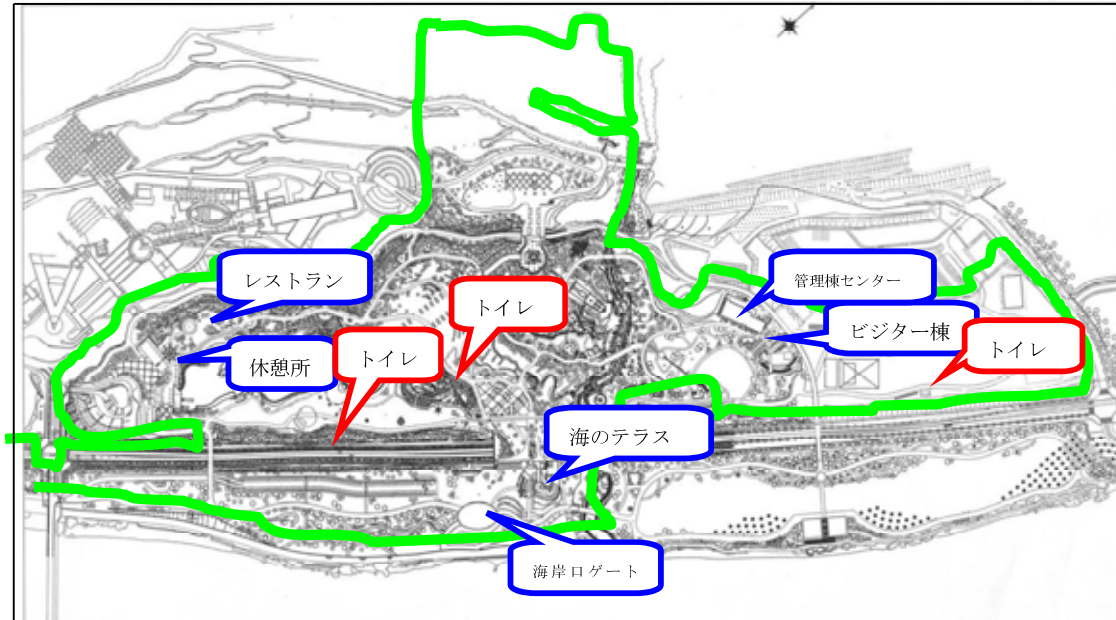 レストラン
管理棟センター
トイレ
ビジター棟
トイレ
休憩所
トイレ
海のテラス
海岸口ゲート